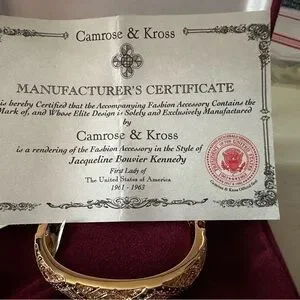 Camrose & Kross
MANUFACTURER'S CERTIFICATE
is hereby Certified that the Accompanying Fashion Accessory Contains the
Mark of, and Whose Elite Design is Solely and Exclusively Manufactured
by
Camrose & Kross
is a rendering of the Fashion Accessory in the Style of
Jacqueline Bouvier Kennedy
First Lady of
The United States of America
1961 - 1963